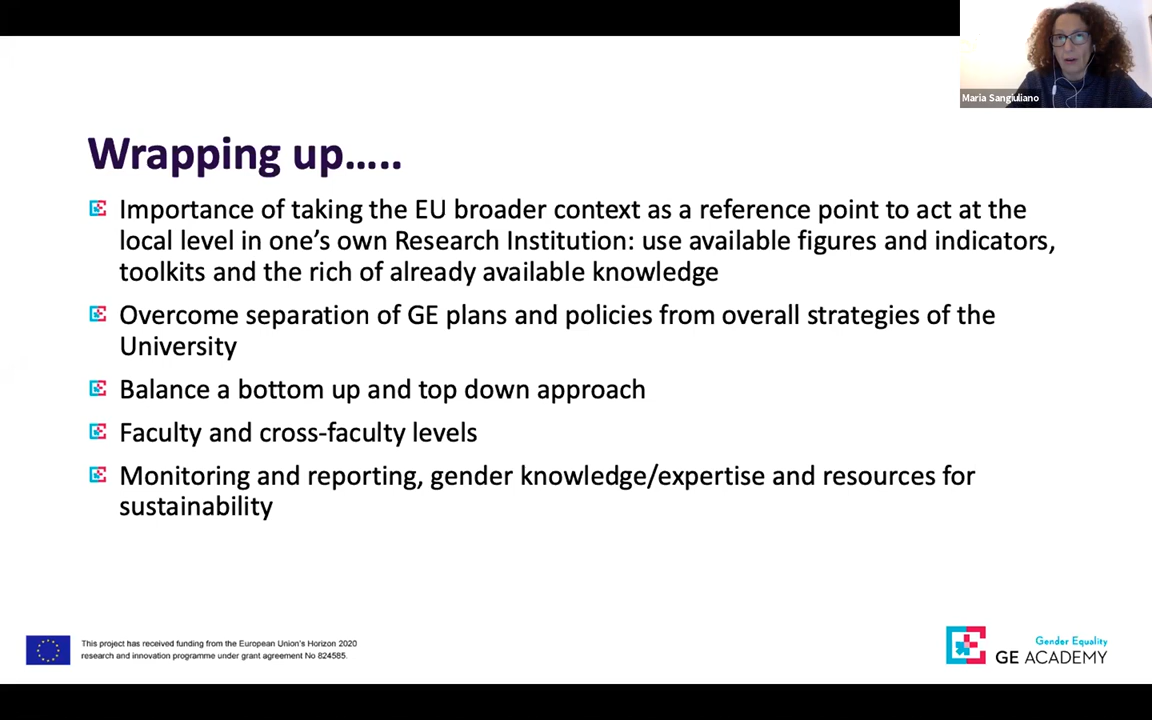 Maria Sangiuliano
Wrapping up.....
Importance of taking the EU broader context as a reference point to act at the
local level in one’s own Research Institution: use available figures and indicators,
toolkits and the rich of already available knowledge
Overcome separation of GE plans and policies from overall strategies of the
University
Balance a bottom up and top down approach
Faculty and cross-faculty levels
Monitoring and reporting, gender knowledge/expertise and resources for
sustainability
This project has received funding from the European Union’s Horizon 2020
research and innovation programme under grant agreement No 824585.
Gender Equality
GE ACADEMY